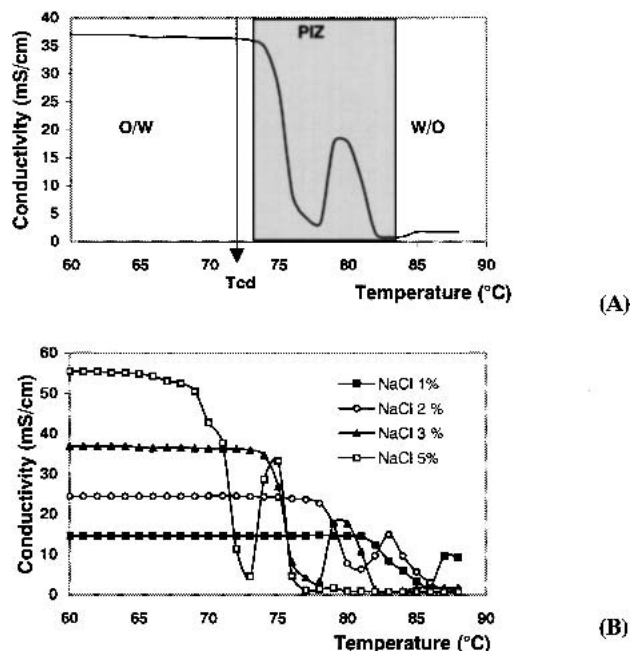 Conductivity (mS/cm)
40
35
30
25
20
15
10
5
0
PIZ
O/W
W/O
60
65
70
75
80
85
90
Tcd
Temperature (°C)
(A)
Conductivity (mS/cm)
60
50
40
30
20
10
0
NaCl 1%
NaCl 2 %
NaCl 3 %
NaCl 5%
60
65
70
75
80
85
90
Temperature (°C)
(B)